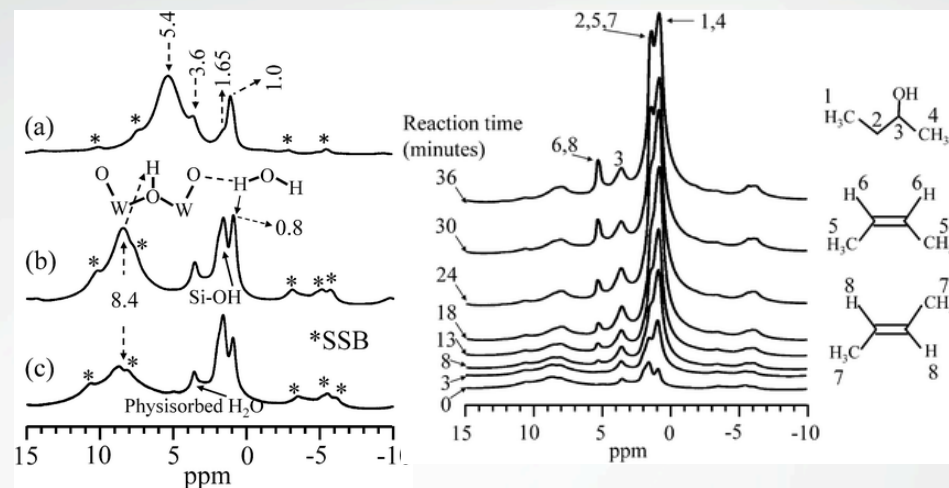 5.4
3.6
1.65
1.0
(a)
* * * *
O H O
W O W
H O H
0.8
(b)
* * * * *
Si-OH
8.4
*SSB
(c)
* * * * *
Physisorbed H₂O
15 10 5 0 -5 -10
ppm
2,5,7
1,4
Reaction time
(minutes)
6,8
3
36
30
24
18
13
8
3
0
15 10 5 0 -5 -10
ppm
1
OH
H₃C 2 3 4
CH₃
H 6 6 H
5 5
H₃C CH
8 7
H CH
H₃C H
7 8